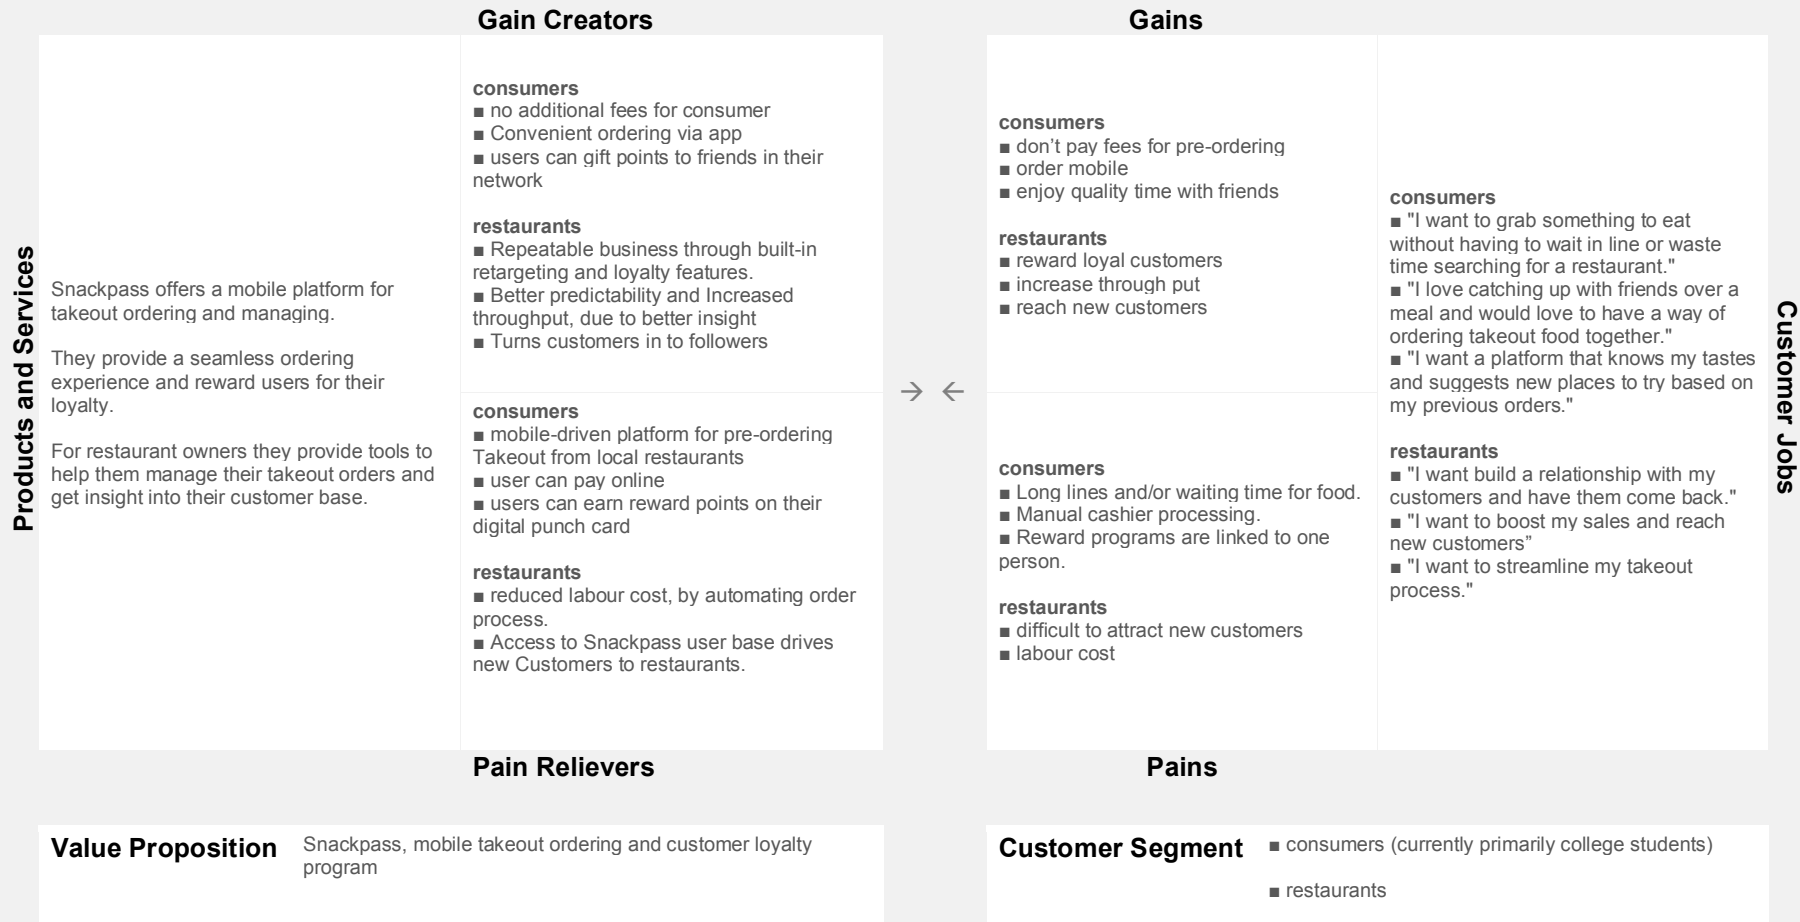 Gain Creators
Gains
Products and Services
Snackpass offers a mobile platform for
takeout ordering and managing.
They provide a seamless ordering
experience and reward users for their
loyalty.
For restaurant owners they provide tools to
help them manage their takeout orders and
get insight into their customer base.
consumers
■ no additional fees for consumer
■ Convenient ordering via app
■ users can gift points to friends in their
network
restaurants
■ Repeatable business through built-in
retargeting and loyalty features.
■ Better predictability and Increased
throughput, due to better insight
■ Turns customers in to followers
consumers
■ mobile-driven platform for pre-ordering
Takeout from local restaurants
■ user can pay online
■ users can earn reward points on their
digital punch card
restaurants
■ reduced labour cost, by automating order
process.
■ Access to Snackpass user base drives
new Customers to restaurants.
→ ←
consumers
■ don’t pay fees for pre-ordering
■ order mobile
■ enjoy quality time with friends
restaurants
■ reward loyal customers
■ increase through put
■ reach new customers
consumers
■ Long lines and/or waiting time for food.
■ Manual cashier processing.
■ Reward programs are linked to one
person.
restaurants
■ difficult to attract new customers
■ labour cost
consumers
■ "I want to grab something to eat
without having to wait in line or waste
time searching for a restaurant."
■ "I love catching up with friends over a
meal and would love to have a way of
ordering takeout food together."
■ "I want a platform that knows my tastes
and suggests new places to try based on
my previous orders."
restaurants
■ "I want build a relationship with my
customers and have them come back."
■ "I want to boost my sales and reach
new customers”
■ "I want to streamline my takeout
process."
Customer Jobs
Pain Relievers
Pains
Value Proposition
Snackpass, mobile takeout ordering and customer loyalty
program
Customer Segment
■ consumers (currently primarily college students)
■ restaurants